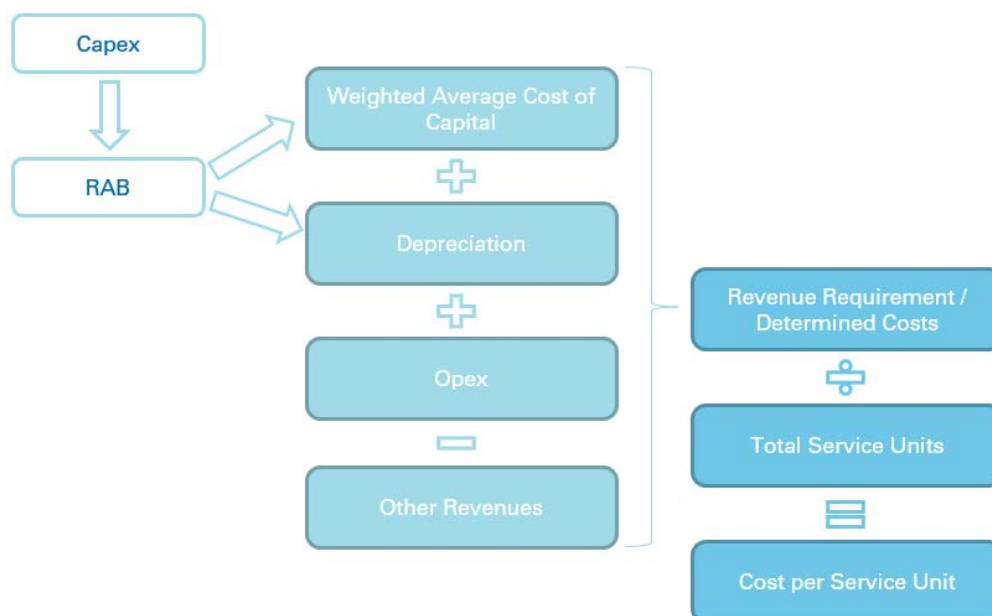 Capex
RAB
Weighted Average Cost of
Capital
Depreciation
Opex
Other Revenues
Revenue Requirement /
Determined Costs
Total Service Units
Cost per Service Unit